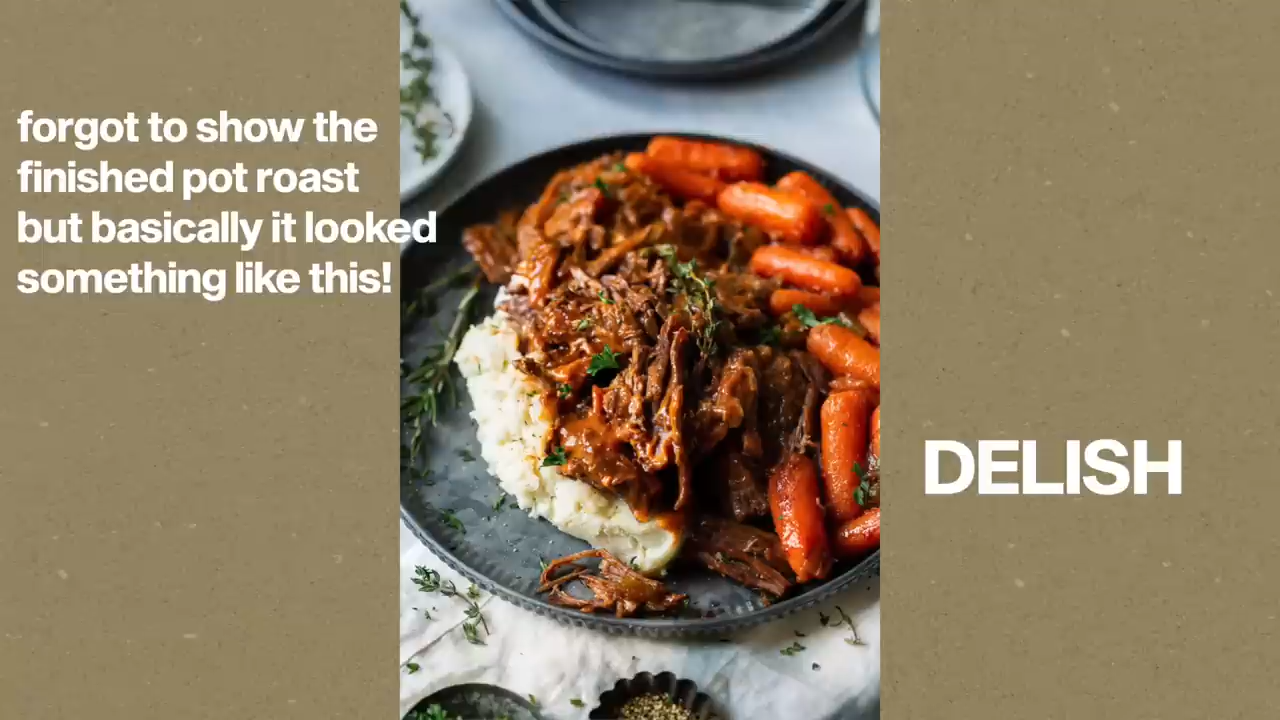 forgot to show the
finished pot roast
but basically it looked
something like this!
DELISH